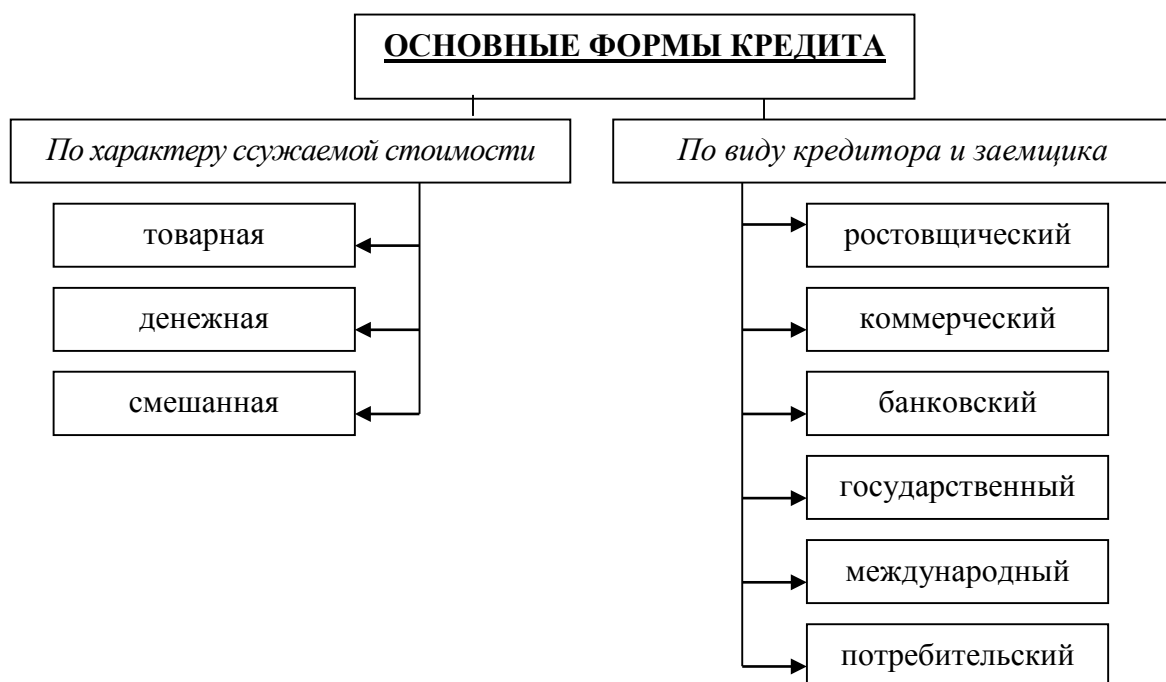 ОСНОВНЫЕ ФОРМЫ КРЕДИТА
По характеру ссужаемой стоимости
товарная
денежная
смешанная
По виду кредитора и заемщика
ростовщический
коммерческий
банковский
государственный
международный
потребительский